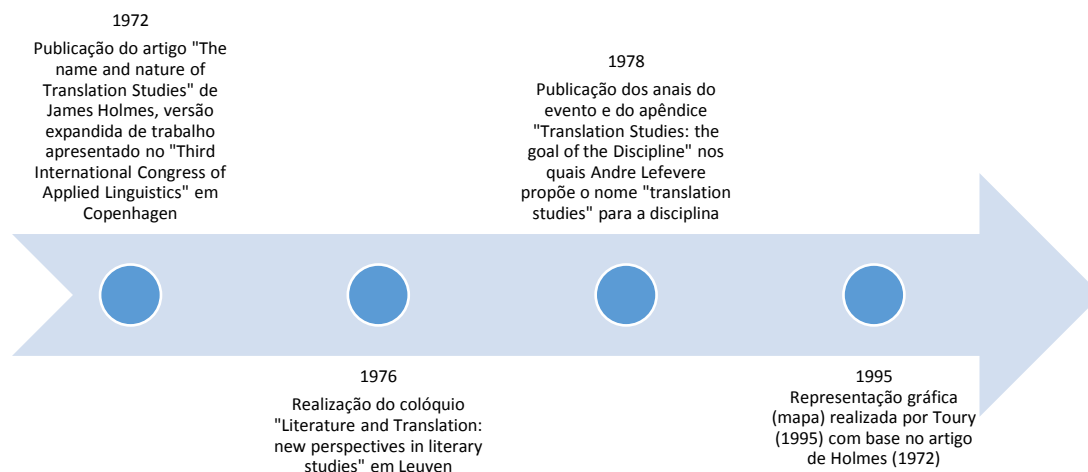 1972
Publicação do artigo "The
name and nature of
Translation Studies" de
James Holmes, versão
expandida de trabalho
apresentado no "Third
International Congress of
Applied Linguistics" em
Copenhagen
1976
Realização do colóquio
"Literature and Translation:
new perspectives in literary
studies" em Leuven
1978
Publicação dos anais do
evento e do apêndice
"Translation Studies: the
goal of the Discipline" nos
quais Andre Lefevere
propõe o nome "translation
studies" para a disciplina
1995
Representação gráfica
(mapa) realizada por Toury
(1995) com base no artigo
de Holmes (1972)